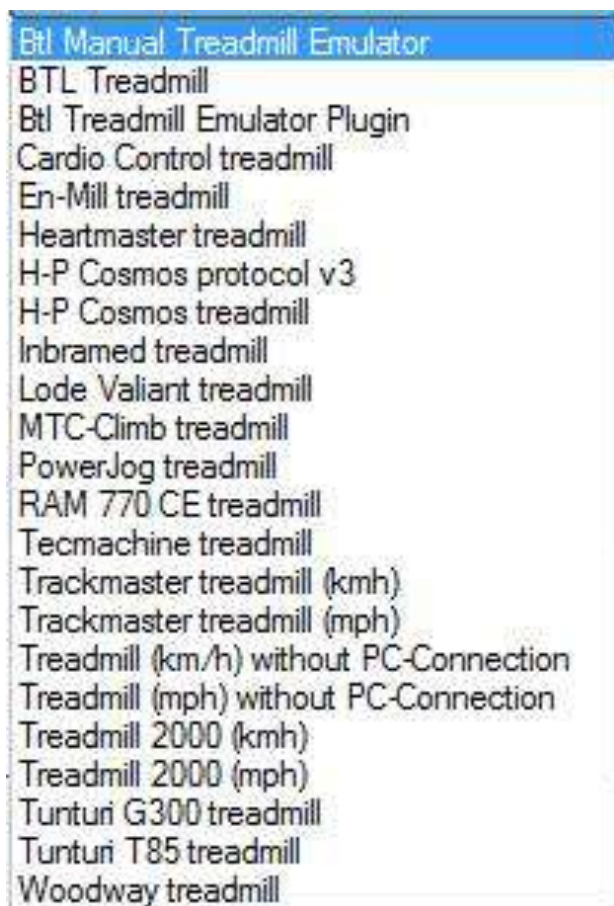 Btl Manual Treadmill Emulator
BTL Treadmill
Btl Treadmill Emulator Plugin
Cardio Control treadmill
En-Mill treadmill
Heartmaster treadmill
H-P Cosmos protocol v3
H-P Cosmos treadmill
Inbramed treadmill
Lode Valiant treadmill
MTC-Climb treadmill
PowerJog treadmill
RAM 770 CE treadmill
Tecmachine treadmill
Trackmaster treadmill (kmh)
Trackmaster treadmill (mph)
Treadmill (km/h) without PC-Connection
Treadmill (mph) without PC-Connection
Treadmill 2000 (kmh)
Treadmill 2000 (mph)
Tunturi G300 treadmill
Tunturi T85 treadmill
Woodway treadmill